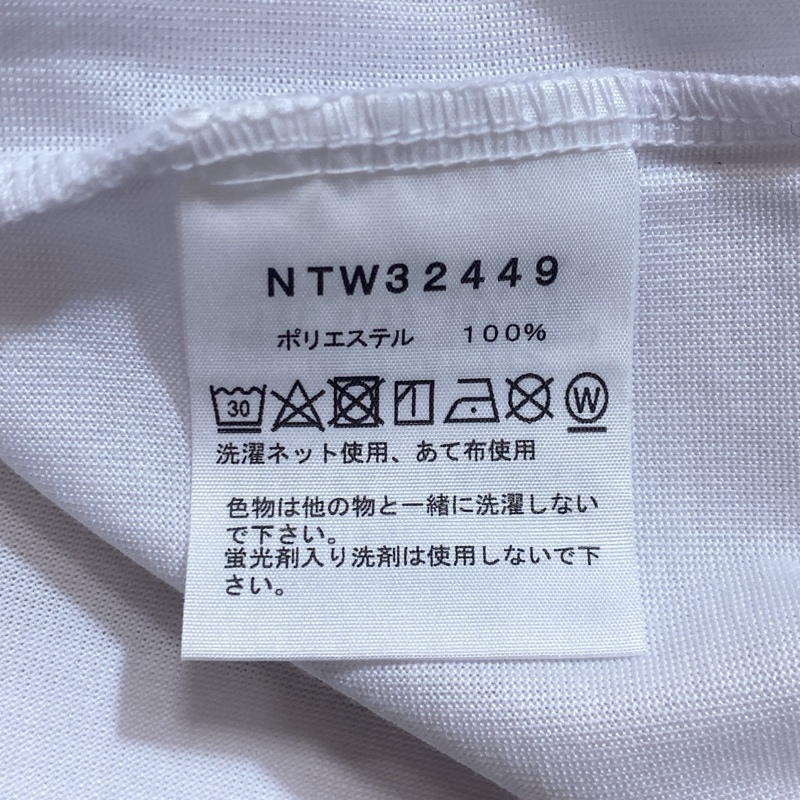 NTW32449
ポリエステル 100%
30 W
洗濯ネット使用、あて布使用
色物は他の物と一緒に洗濯しない
で下さい。
蛍光剤入り洗剤は使用しないで下
さい。